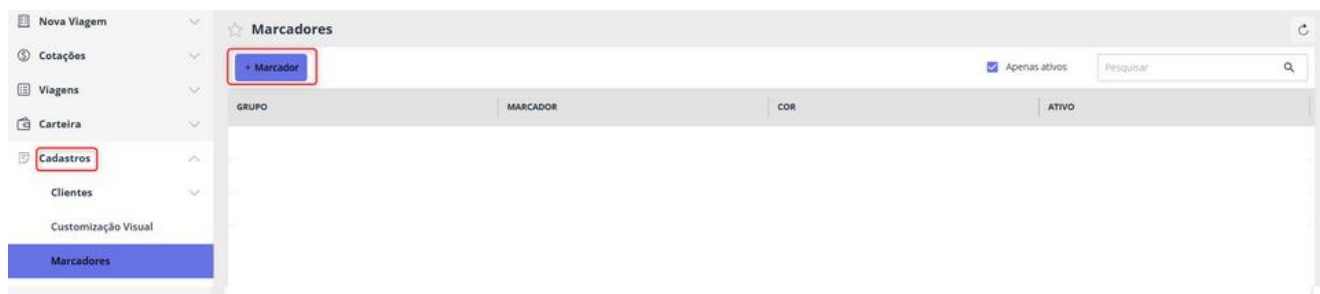 Nova Viagem
Cotações
Viagens
Carteira
Cadastros
Clientes
Customização Visual
Marcadores
Marcadores
+ Marcador
Apenas ativos
Pesquisar
GRUPO MARCADOR COR ATIVO